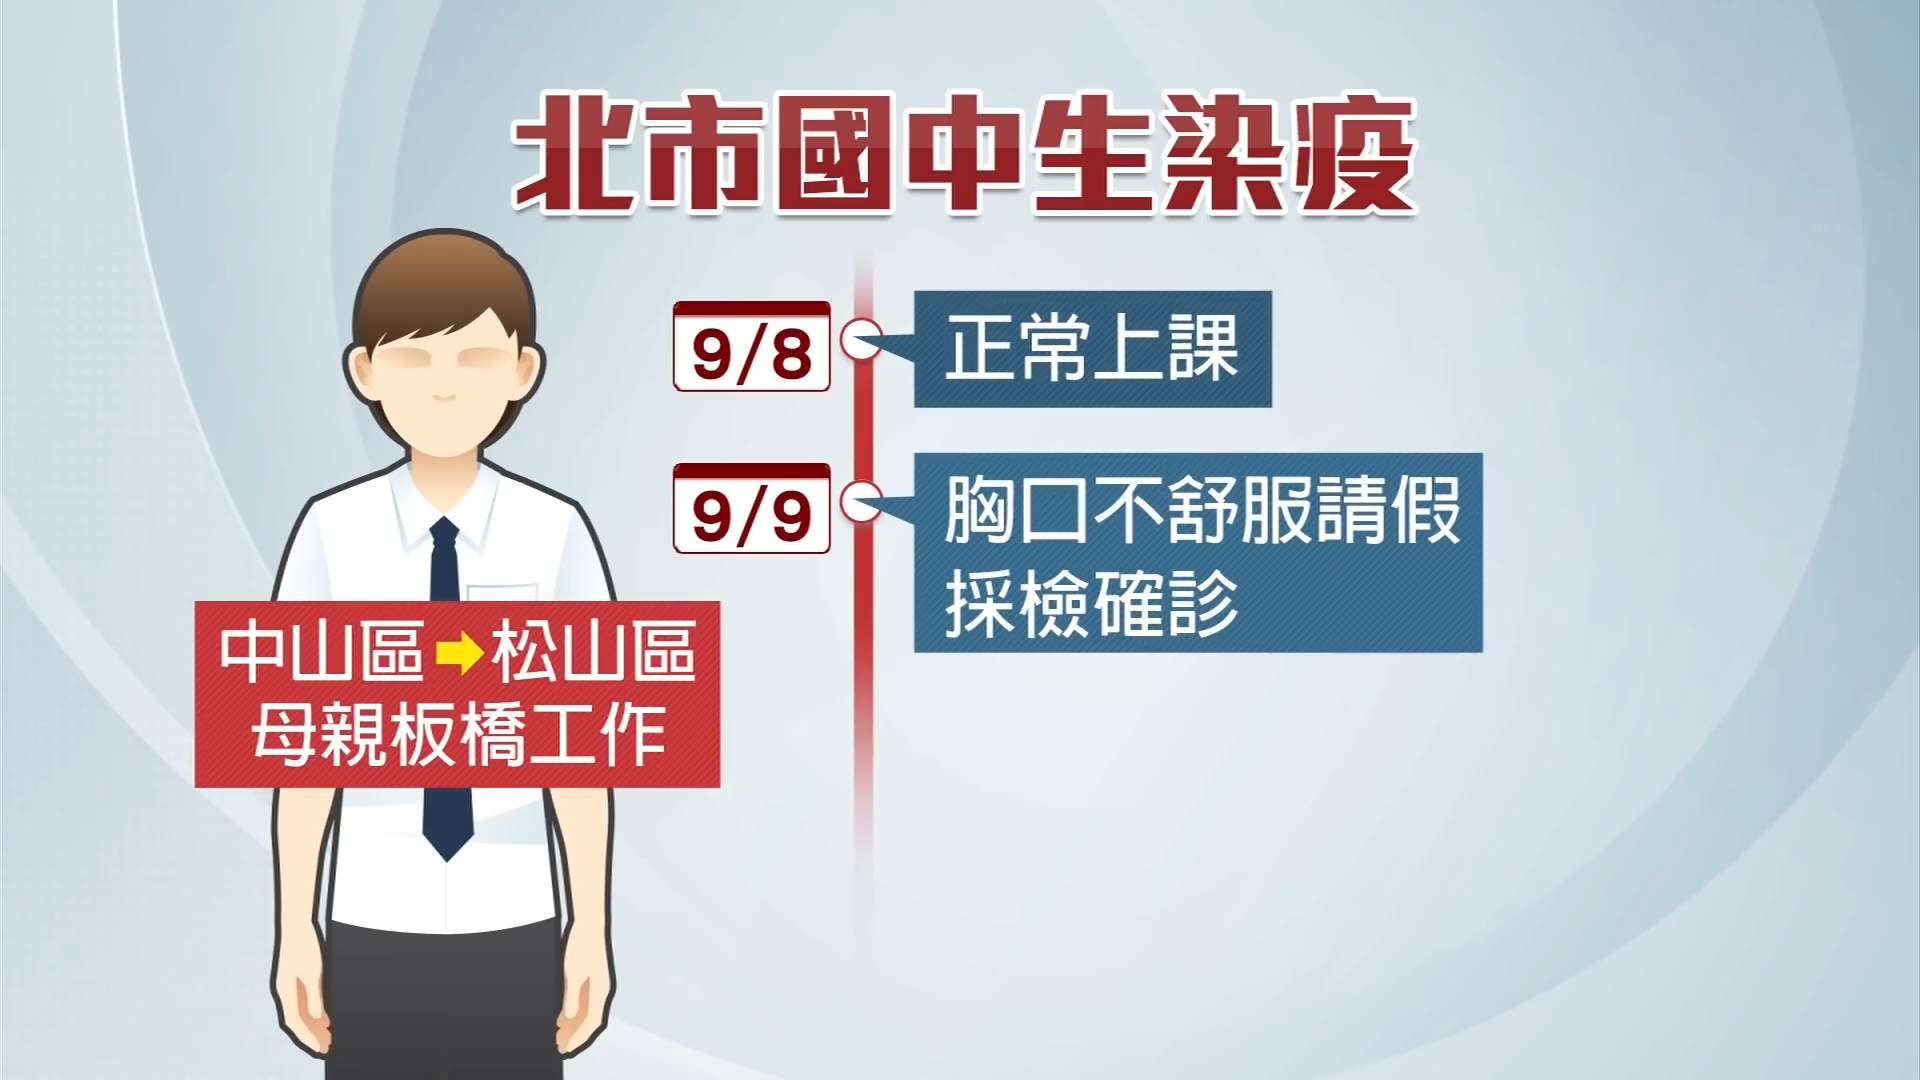 北市國中生染疫
9/8
正常上課
9/9
胸口不舒服請假
採檢確診
中山區➡松山區
母親板橋工作